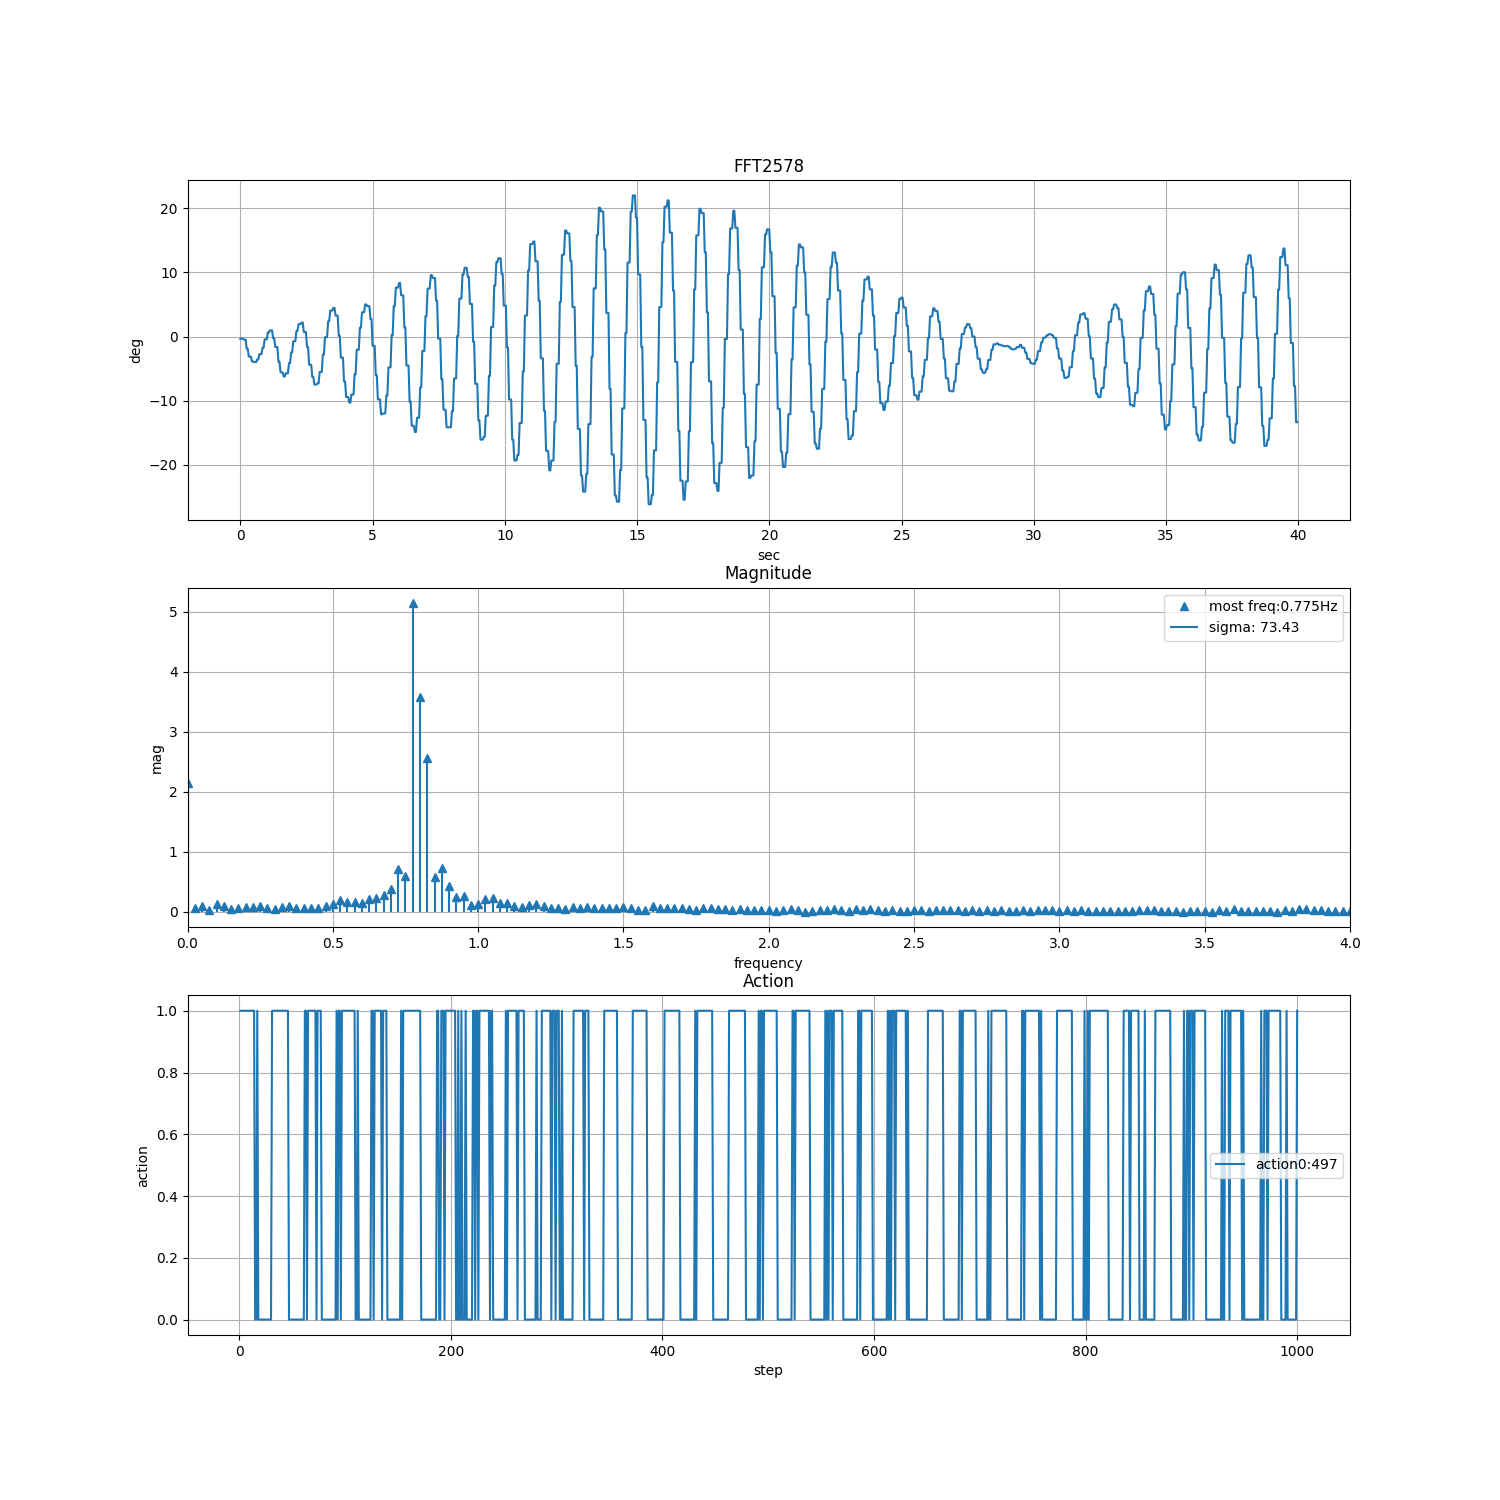 FFT2578
20
10
0
−10
−20
deg
0 5 10 15 20 25 30 35 40
sec
Magnitude
most freq:0.775Hz
sigma: 73.43
5
4
3
2
1
0
mag
0.0 0.5 1.0 1.5 2.0 2.5 3.0 3.5 4.0
frequency
Action
1.0
0.8
0.6
0.4
0.2
0.0
action
action0:497
0 200 400 600 800 1000
step